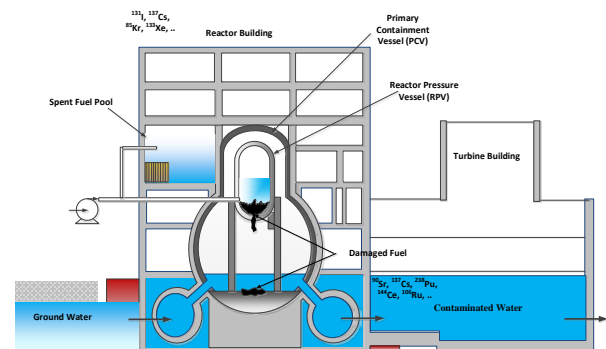 ¹³¹I, ¹³⁷Cs,
⁸⁵Kr, ¹³³Xe, ..
Reactor Building
Primary
Containment
Vessel (PCV)
Reactor Pressure
Vessel (RPV)
Spent Fuel Pool
Turbine Building
Damaged Fuel
⁹⁰Sr, ¹³⁷Cs, ²³⁸Pu,
¹⁴⁴Ce, ¹⁰⁶Ru, ..
Ground Water
Contaminated Water